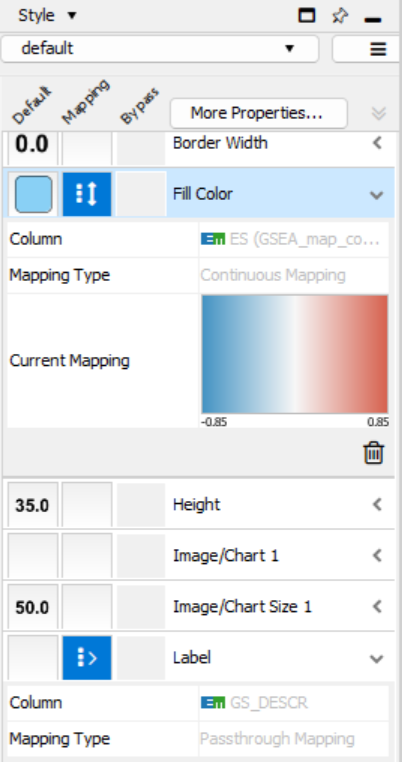 Style
default
Default Mapping Bypass
More Properties...
0.0 Border Width
Fill Color
Column Em ES (GSEA_map_co...
Mapping Type Continuous Mapping
Current Mapping
-0.85 0.85
35.0 Height
Image/Chart 1
50.0 Image/Chart Size 1
Label
Column Em GS_DESCR
Mapping Type Passthrough Mapping